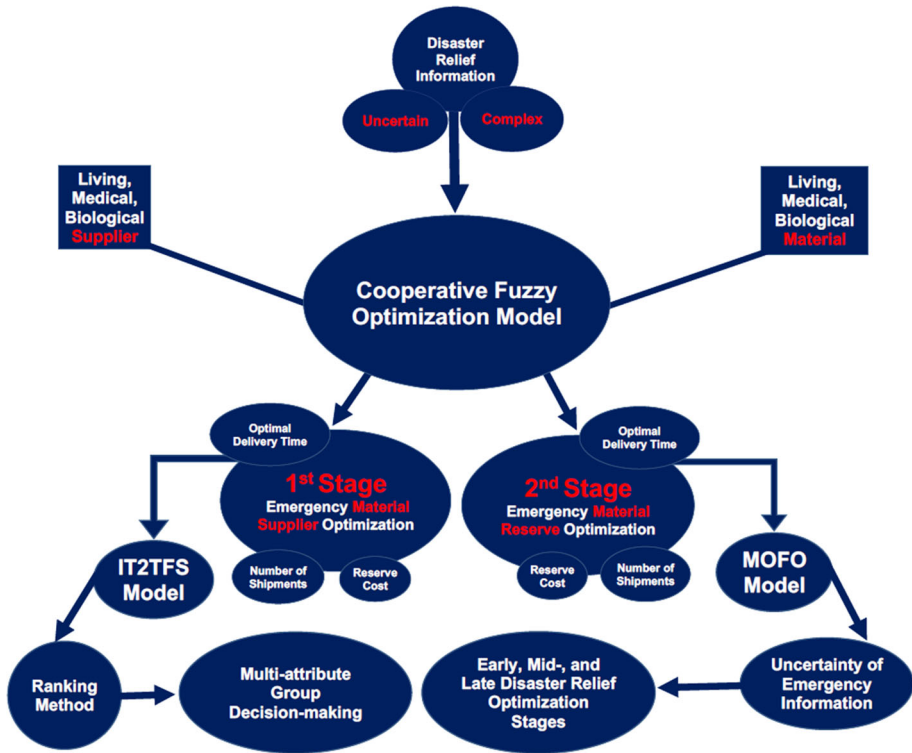 Disaster
Relief
Information
Uncertain
Complex
Living,
Medical,
Biological
Supplier
Living,
Medical,
Biological
Material
Cooperative Fuzzy
Optimization Model
Optimal
Delivery Time
1st Stage
Emergency Material
Supplier Optimization
Number of
Shipments
Reserve
Cost
Optimal
Delivery Time
2nd Stage
Emergency Material
Reserve Optimization
Reserve
Cost
Number of
Shipments
IT2TFS
Model
MOFO
Model
Ranking
Method
Multi-attribute
Group
Decision-making
Early, Mid-, and
Late Disaster Relief
Optimization
Stages
Uncertainty of
Emergency
Information